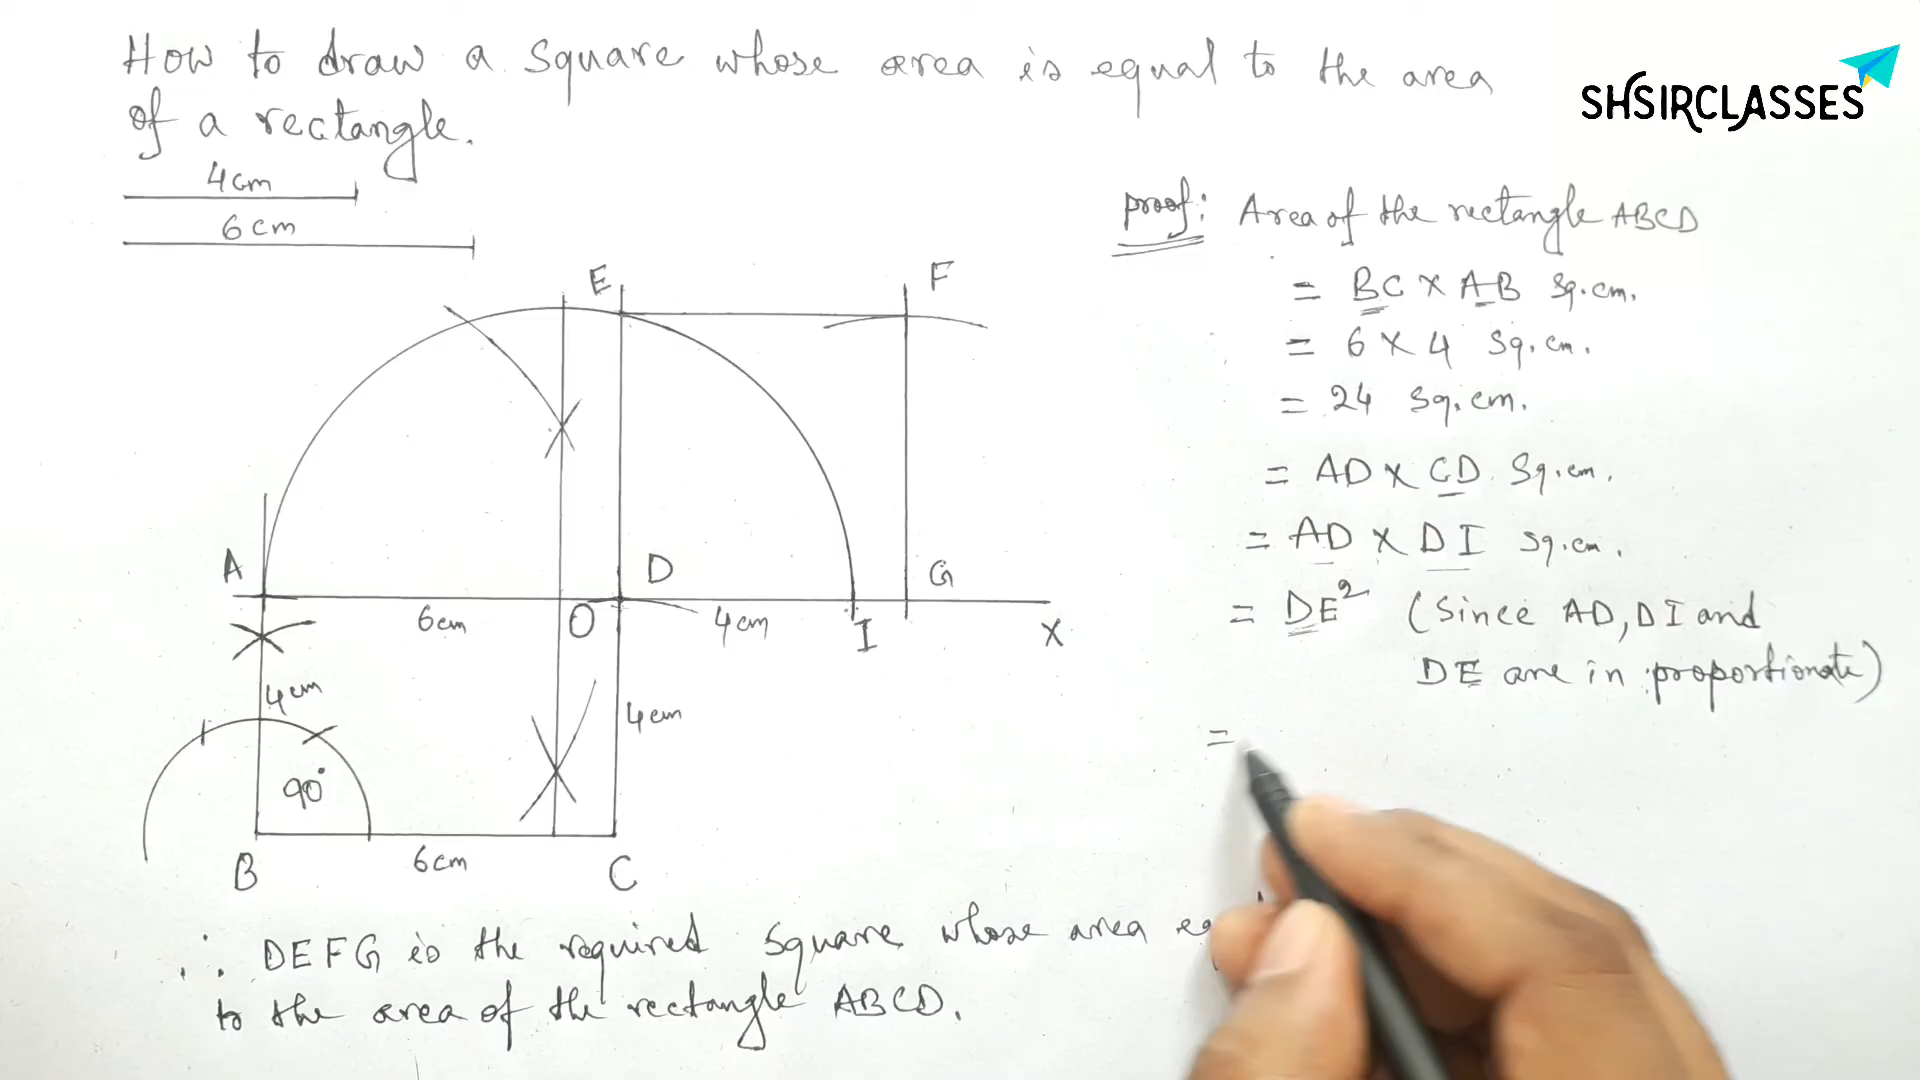 How to draw a square whose area is equal to the area
of a rectangle.
SHSIRCLASSES
4cm
6cm
E
F
A
D
G
6cm
O
4cm
I
X
4cm
4cm
90°
B
6cm
C
∴ DEFG is the required square whose area
to the area of the rectangle ABCD.
proof: Area of the rectangle ABCD
= BC × AB sq.cm.
= 6 × 4 sq.cm.
= 24 sq.cm.
= AD × CD sq.cm.
= AD × DI sq.cm.
= DE² (Since AD, DI and
DE are in proportionate)
=